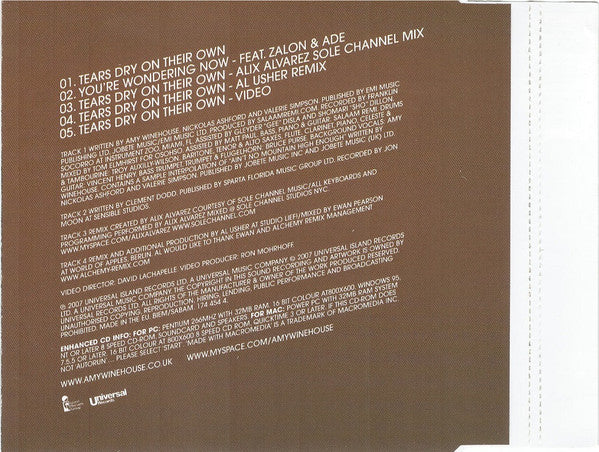 01. TEARS DRY ON THEIR OWN
02. YOU'RE WONDERING NOW - FEAT. ZALON & ADE
03. TEARS DRY ON THEIR OWN - ALIX ALVAREZ SOLE CHANNEL MIX
04. TEARS DRY ON THEIR OWN - AL USHER REMIX
05. TEARS DRY ON THEIR OWN - VIDEO
TRACK 1 WRITTEN BY AMY WINEHOUSE, NICKOLAS ASHFORD AND VALERIE SIMPSON. PUBLISHED BY EMI MUSIC
PUBLISHING LTD, JOBETE MUSIC (UK) LTD. PRODUCED BY SALAAMREMI.COM. RECORDED BY FRANKLIN
SOCORRO AT INSTRUMENT ZOO, MIAMI, FL. ASSISTED BY GLEYDER "GEE" DISLA AND SHOMARI "SHO" DILLON.
MIXED BY TOM ELMHIRST FOR OSCIRIO. ASSISTED BY MATT PAUL. BASS, PIANO & GUITAR: SALAAM REMI DRUMS
& TAMBOURINE: TROY AUXILLY-WILSON. BARITONE, TENOR & ALTO SAXES, FLUTE, CLARINET, PIANO, CELESTE &
GUITAR: VINCENT HENRY BASS TRUMPET, TRUMPET & FLUGELHORN: BRUCE PURSE. BACKGROUND VOCALS: AMY
WINEHOUSE. CONTAINS A SAMPLE INTERPOLATION OF 'AIN'T NO MOUNTAIN HIGH ENOUGH' WRITTEN BY
NICKOLAS ASHFORD AND VALERIE SIMPSON. PUBLISHED BY JOBETE MUSIC INC AND JOBETE MUSIC (UK) LTD.
TRACK 2 WRITTEN BY CLEMENT DODD. PUBLISHED BY SPARTA FLORIDA MUSIC GROUP LTD. RECORDED BY JON
MOON AT SENSIBLE STUDIOS.
TRACK 3 REMIX CREATED BY ALIX ALVAREZ COURTESY OF SOLE CHANNEL MUSIC/ALL KEYBOARDS AND
PROGRAMMING PERFORMED BY ALIX ALVAREZ MIXED @ SOLE CHANNEL STUDIOS NYC.
WWW.MYSPACE.COM/ALIXALVAREZ WWW.SOLECHANNEL.COM
TRACK 4 REMIX AND ADDITIONAL PRODUCTION BY AL USHER AT STUDIO LIEFI/MIXED BY EWAN PEARSON
AT WORLD OF APPLES, BERLIN. AL WOULD LIKE TO THANK EWAN AND ALCHEMY REMIX MANAGEMENT
WWW.ALCHEMY-REMIX.COM
VIDEO DIRECTOR: DAVID LACHAPELLE VIDEO PRODUCER: RON MOHRHOFF.
℗ 2007 UNIVERSAL ISLAND RECORDS LTD. A UNIVERSAL MUSIC COMPANY. © 2007 UNIVERSAL ISLAND RECORDS
LTD. A UNIVERSAL MUSIC COMPANY. THE COPYRIGHT IN THIS SOUND RECORDING AND ARTWORK IS OWNED BY
UNIVERSAL RECORDS LTD. ALL RIGHTS OF THE MANUFACTURER & OWNER OF THE WORK PRODUCED RESERVED.
UNAUTHORISED COPYING, REPRODUCTION, HIRING, LENDING, PUBLIC PERFORMANCE AND BROADCASTING
PROHIBITED. MADE IN THE EU. BIEM/SABAM. 174 454 4.
ENHANCED CD INFO: FOR PC: PENTIUM 266MHZ WITH 32MB RAM, 16 BIT COLOUR AT800X600. WINDOWS 95,
NT OR LATER 8 SPEED CD-ROM, SOUNDCARD AND SPEAKERS. FOR MAC: POWER PC WITH 32MB RAM SYSTEM
7.5.5 OR LATER. 16 BIT COLOUR AT 800X600 8 SPEED CD ROM, QUICKTIME 3 OR LATER. IF THIS CD-ROM DOES
NOT AUTORUN'... PLEASE SELECT 'START' 'MADE WITH MACROMEDIA' IS A TRADEMARK OF MACROMEDIA INC.
WWW.AMYWINEHOUSE.CO.UK WWW.MYSPACE.COM/AMYWINEHOUSE
Universal
Records